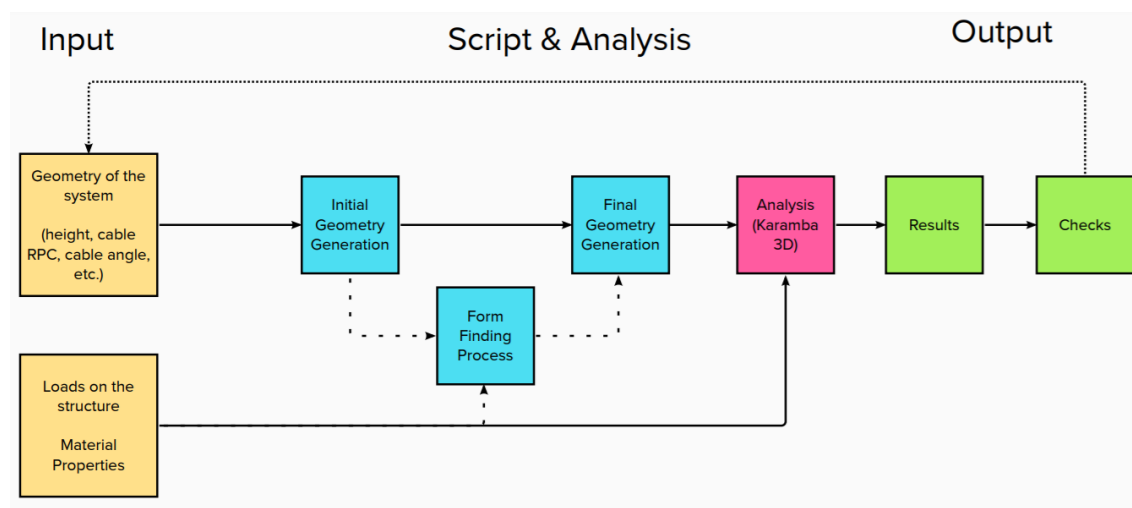 Input
Script & Analysis
Output
Geometry of the
system
(height, cable
RPC, cable angle,
etc.)
Initial
Geometry
Generation
Final
Geometry
Generation
Analysis
(Karamba
3D)
Results
Checks
Form
Finding
Process
Loads on the
structure
Material
Properties